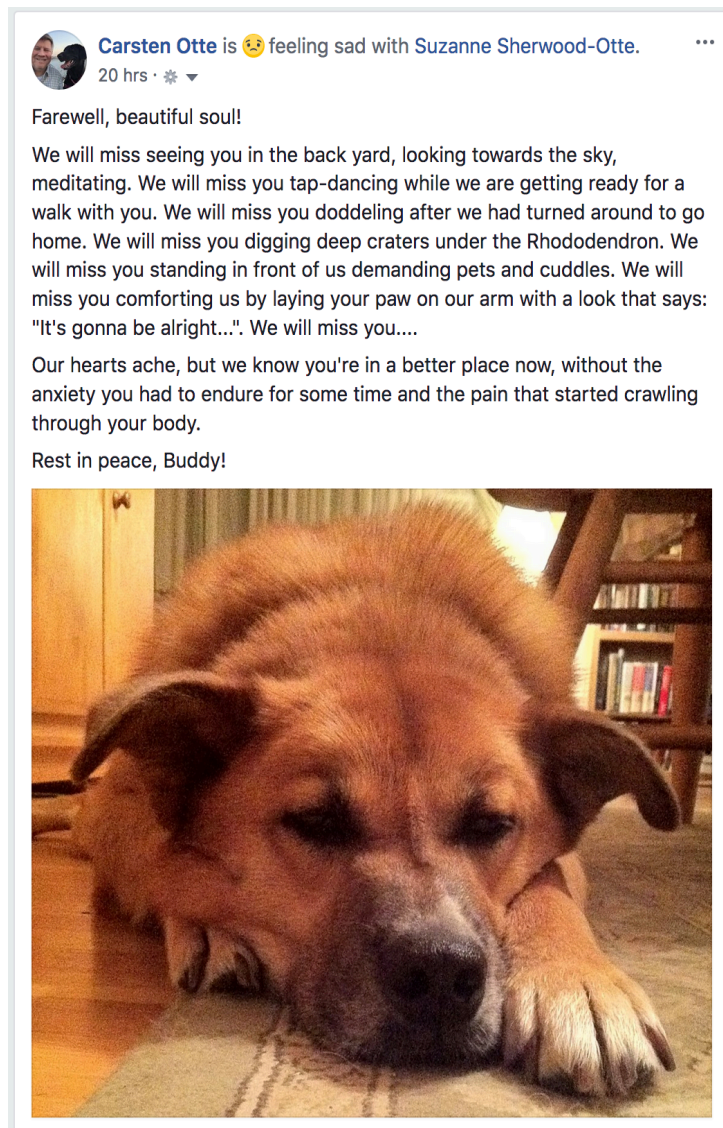 Carsten Otte is 😟 feeling sad with Suzanne Sherwood-Otte.
20 hrs ·
Farewell, beautiful soul!
We will miss seeing you in the back yard, looking towards the sky,
meditating. We will miss you tap-dancing while we are getting ready for a
walk with you. We will miss you doddeling after we had turned around to go
home. We will miss you digging deep craters under the Rhododendron. We
will miss you standing in front of us demanding pets and cuddles. We will
miss you comforting us by laying your paw on our arm with a look that says:
"It's gonna be alright...". We will miss you....
Our hearts ache, but we know you're in a better place now, without the
anxiety you had to endure for some time and the pain that started crawling
through your body.
Rest in peace, Buddy!